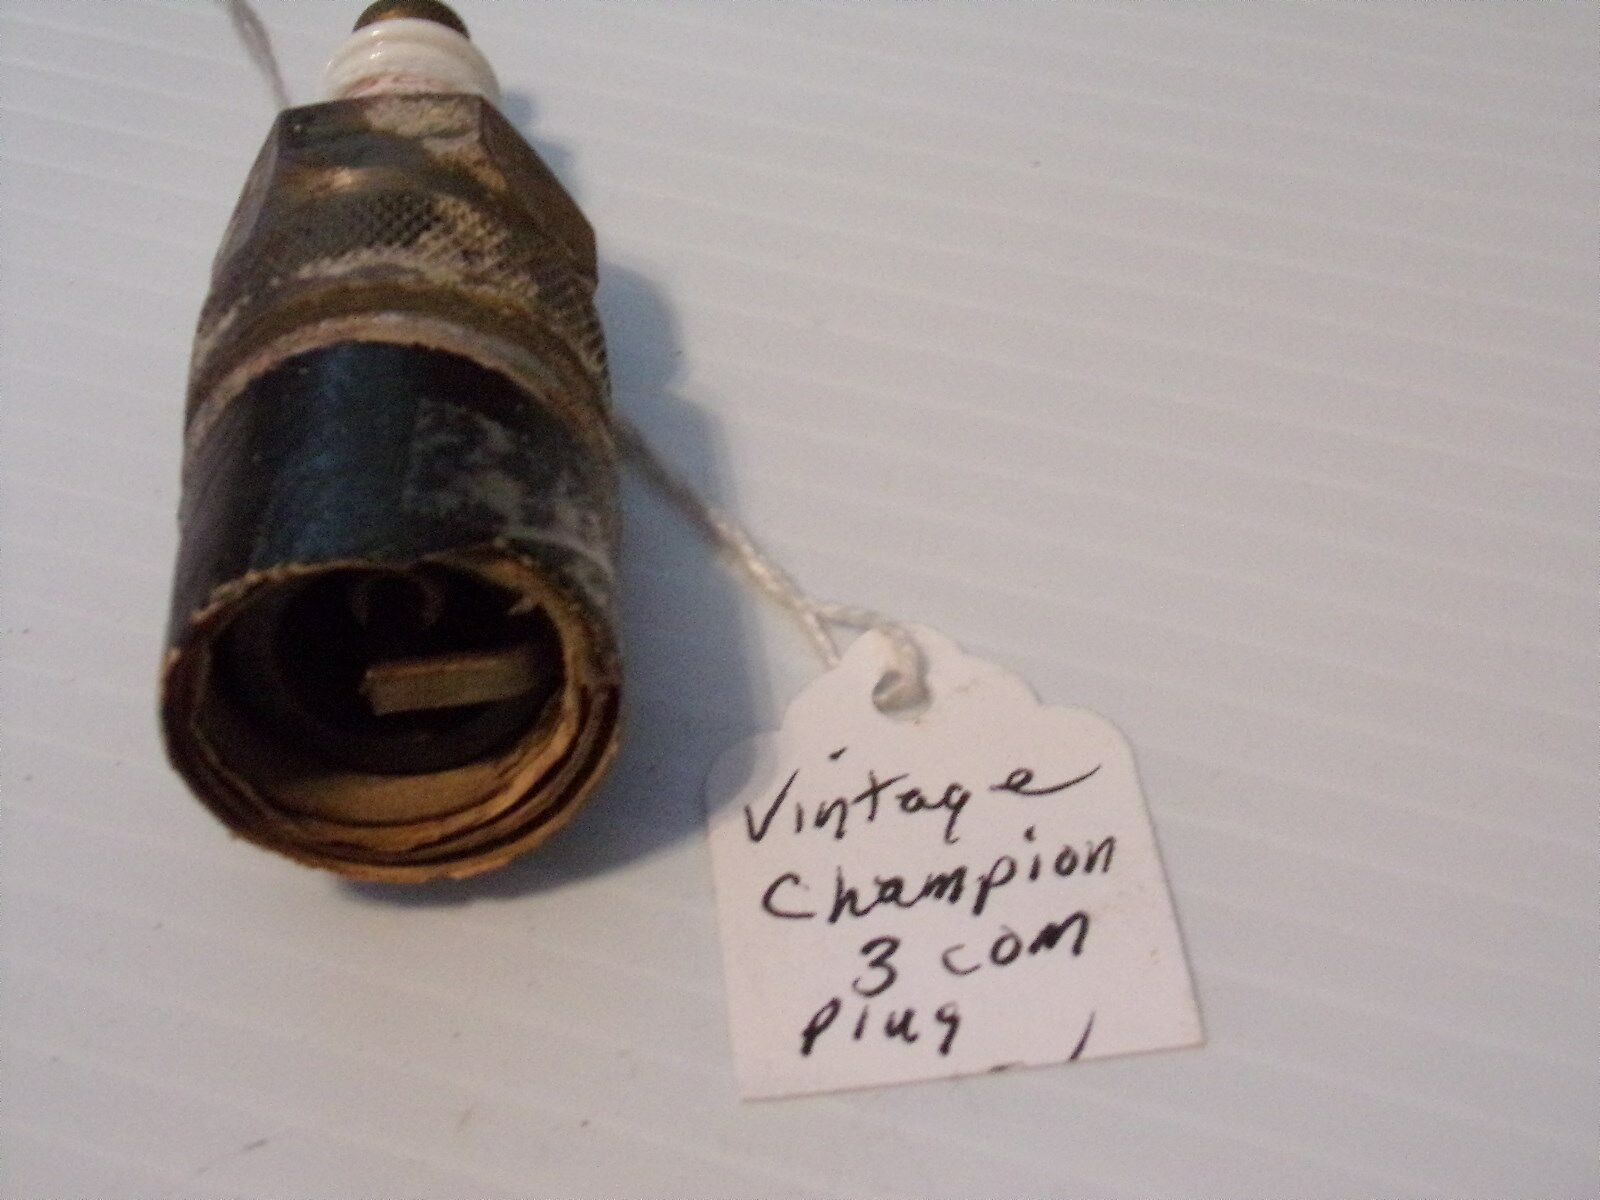 Vintage
Champion
3 com
plug